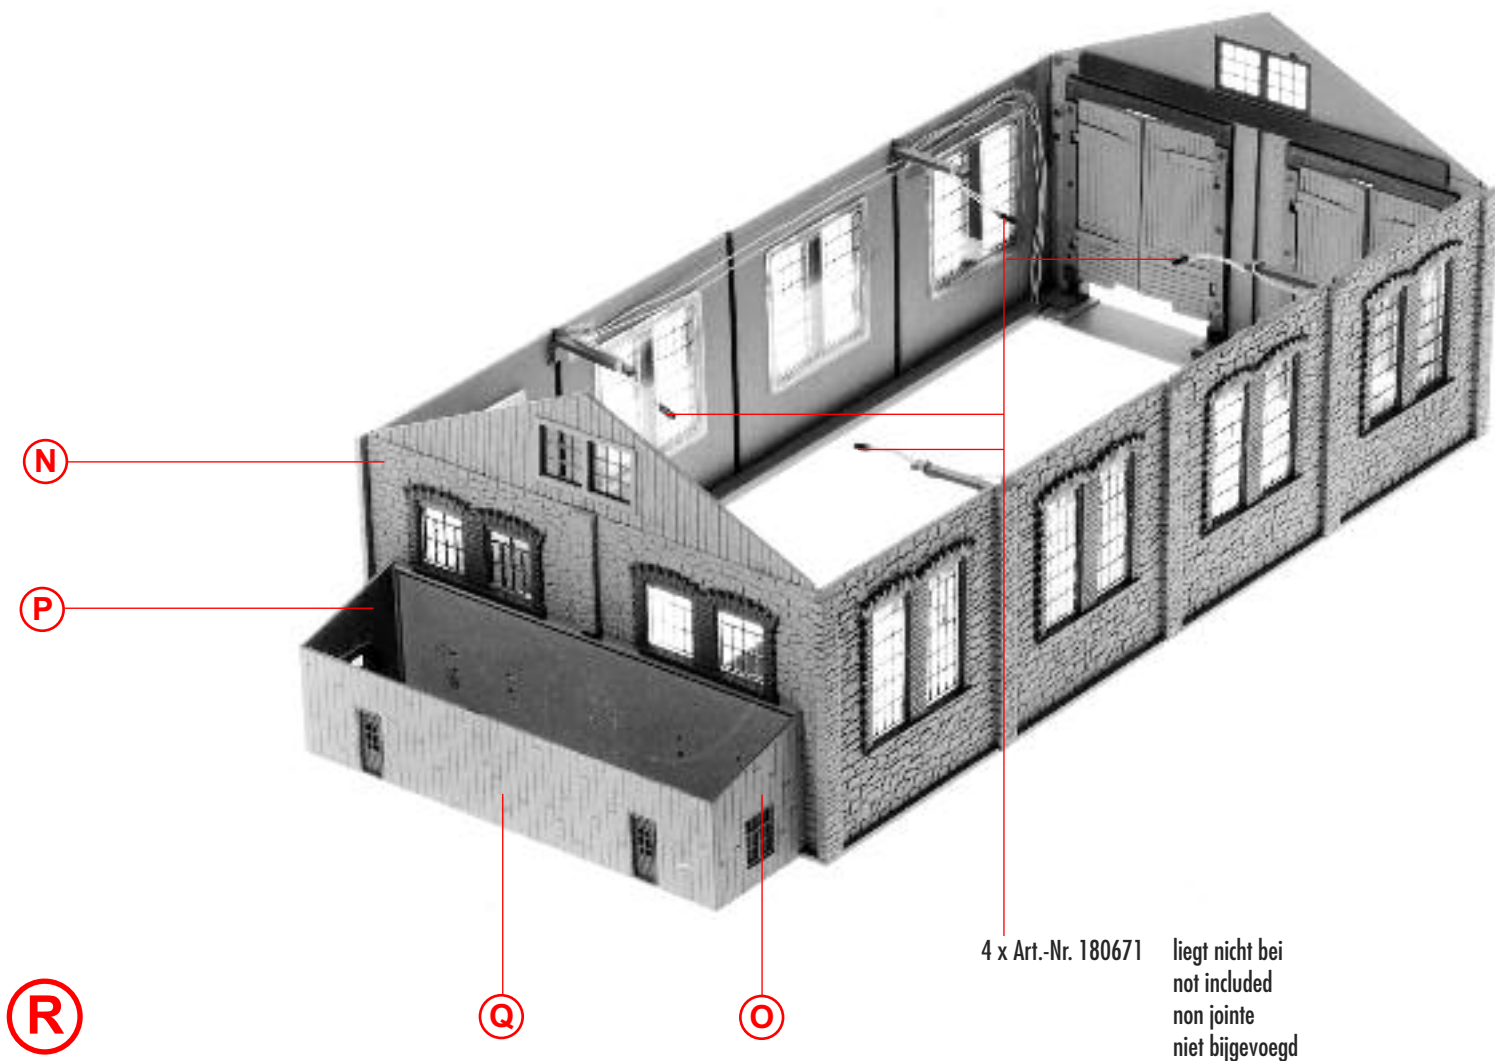 N
P
4 x Art.-Nr. 180671 liegt nicht bei
not included
non jointe
niet bijgevoegd
R
Q
O